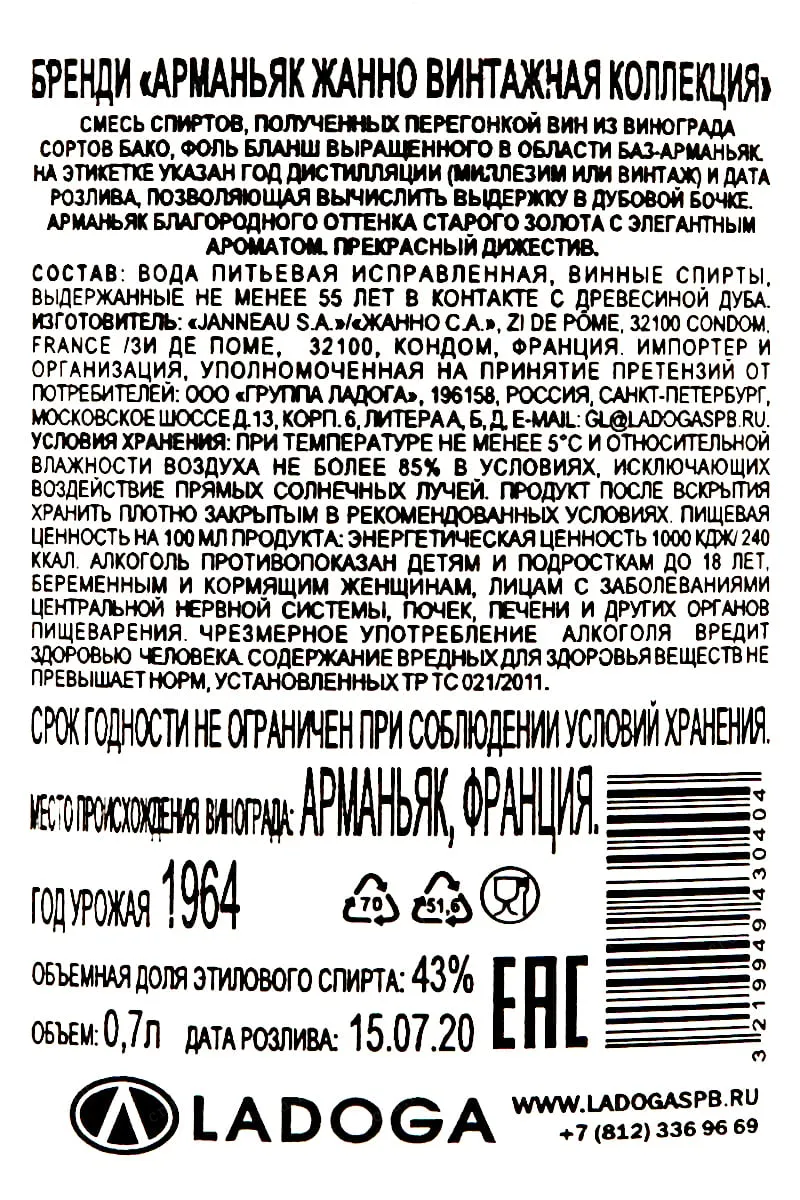 БРЕНДИ «АРМАНЬЯК ЖАННО ВИНТАЖНАЯ КОЛЛЕКЦИЯ»
СМЕСЬ СПИРТОВ, ПОЛУЧЕННЫХ ПЕРЕГОНКОЙ ВИН ИЗ ВИНОГРАДА
СОРТОВ БАКО, ФОЛЬ БЛАНШ ВЫРАЩЕННОГО В ОБЛАСТИ БАЗ-АРМАНЬЯК.
НА ЭТИКЕТКЕ УКАЗАН ГОД ДИСТИЛЛЯЦИИ (МИЛЛЕЗИМ ИЛИ ВИНТАЖ) И ДАТА
РОЗЛИВА, ПОЗВОЛЯЮЩАЯ ВЫЧИСЛИТЬ ВЫДЕРЖКУ В ДУБОВОЙ БОЧКЕ.
АРМАНЬЯК БЛАГОРОДНОГО ОТТЕНКА СТАРОГО ЗОЛОТА С ЭЛЕГАНТНЫМ
АРОМАТОМ. ПРЕКРАСНЫЙ ДИЖЕСТИВ.
СОСТАВ: ВОДА ПИТЬЕВАЯ ИСПРАВЛЕННАЯ, ВИННЫЕ СПИРТЫ,
ВЫДЕРЖАННЫЕ НЕ МЕНЕЕ 55 ЛЕТ В КОНТАКТЕ С ДРЕВЕСИНОЙ ДУБА.
ИЗГОТОВИТЕЛЬ: «JANNEAU S.A.»/«ЖАННО С.А.», ZI DE PÔME, 32100 CONDOM,
FRANCE /ЗИ ДЕ ПОМЕ, 32100, КОНДОМ, ФРАНЦИЯ. ИМПОРТЕР И
ОРГАНИЗАЦИЯ, УПОЛНОМОЧЕННАЯ НА ПРИНЯТИЕ ПРЕТЕНЗИЙ ОТ
ПОТРЕБИТЕЛЕЙ: ООО «ГРУППА ЛАДОГА», 196158, РОССИЯ, САНКТ-ПЕТЕРБУРГ,
МОСКОВСКОЕ ШОССЕ Д.13, КОРП. 6, ЛИТЕРА А, Б, Д. E-MAIL: GL@LADOGASPB.RU.
УСЛОВИЯ ХРАНЕНИЯ: ПРИ ТЕМПЕРАТУРЕ НЕ МЕНЕЕ 5°С И ОТНОСИТЕЛЬНОЙ
ВЛАЖНОСТИ ВОЗДУХА НЕ БОЛЕЕ 85% В УСЛОВИЯХ, ИСКЛЮЧАЮЩИХ
ВОЗДЕЙСТВИЕ ПРЯМЫХ СОЛНЕЧНЫХ ЛУЧЕЙ. ПРОДУКТ ПОСЛЕ ВСКРЫТИЯ
ХРАНИТЬ ПЛОТНО ЗАКРЫТЫМ В РЕКОМЕНДОВАННЫХ УСЛОВИЯХ. ПИЩЕВАЯ
ЦЕННОСТЬ НА 100 МЛ ПРОДУКТА: ЭНЕРГЕТИЧЕСКАЯ ЦЕННОСТЬ 1000 КДЖ/ 240
ККАЛ. АЛКОГОЛЬ ПРОТИВОПОКАЗАН ДЕТЯМ И ПОДРОСТКАМ ДО 18 ЛЕТ,
БЕРЕМЕННЫМ И КОРМЯЩИМ ЖЕНЩИНАМ, ЛИЦАМ С ЗАБОЛЕВАНИЯМИ
ЦЕНТРАЛЬНОЙ НЕРВНОЙ СИСТЕМЫ, ПОЧЕК, ПЕЧЕНИ И ДРУГИХ ОРГАНОВ
ПИЩЕВАРЕНИЯ. ЧРЕЗМЕРНОЕ УПОТРЕБЛЕНИЕ АЛКОГОЛЯ ВРЕДИТ
ЗДОРОВЬЮ ЧЕЛОВЕКА. СОДЕРЖАНИЕ ВРЕДНЫХ ДЛЯ ЗДОРОВЬЯ ВЕЩЕСТВ НЕ
ПРЕВЫШАЕТ НОРМ, УСТАНОВЛЕННЫХ ТР ТС 021/2011.
СРОК ГОДНОСТИ НЕ ОГРАНИЧЕН ПРИ СОБЛЮДЕНИИ УСЛОВИЙ ХРАНЕНИЯ.
МЕСТО ПРОИСХОЖДЕНИЯ ВИНОГРАДА: АРМАНЬЯК, ФРАНЦИЯ.
ГОД УРОЖАЯ 1964
70 51,6
ОБЪЕМНАЯ ДОЛЯ ЭТИЛОВОГО СПИРТА: 43%
ОБЪЕМ: 0,7Л ДАТА РОЗЛИВА: 15.07.20
EAC
3 219949 430404
LADOGA
WWW.LADOGASPB.RU
+7 (812) 336 96 69